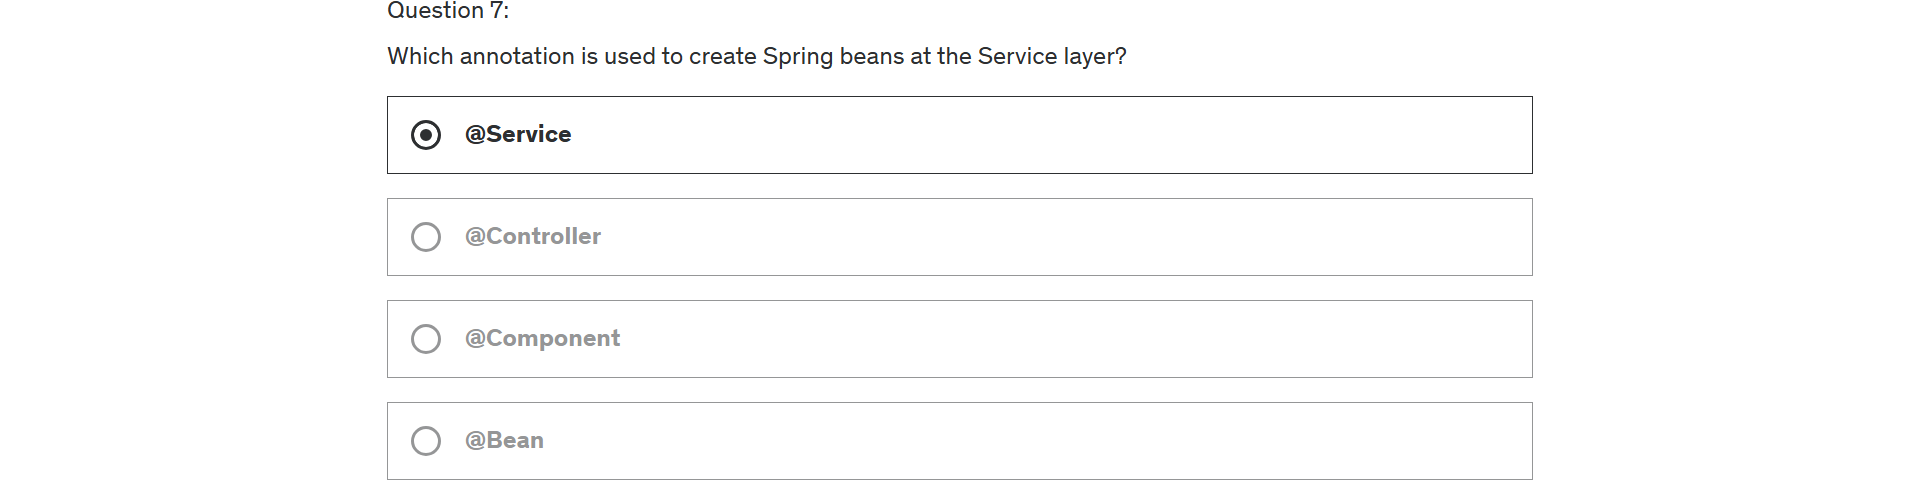 Question 7:
Which annotation is used to create Spring beans at the Service layer?
@Service
@Controller
@Component
@Bean